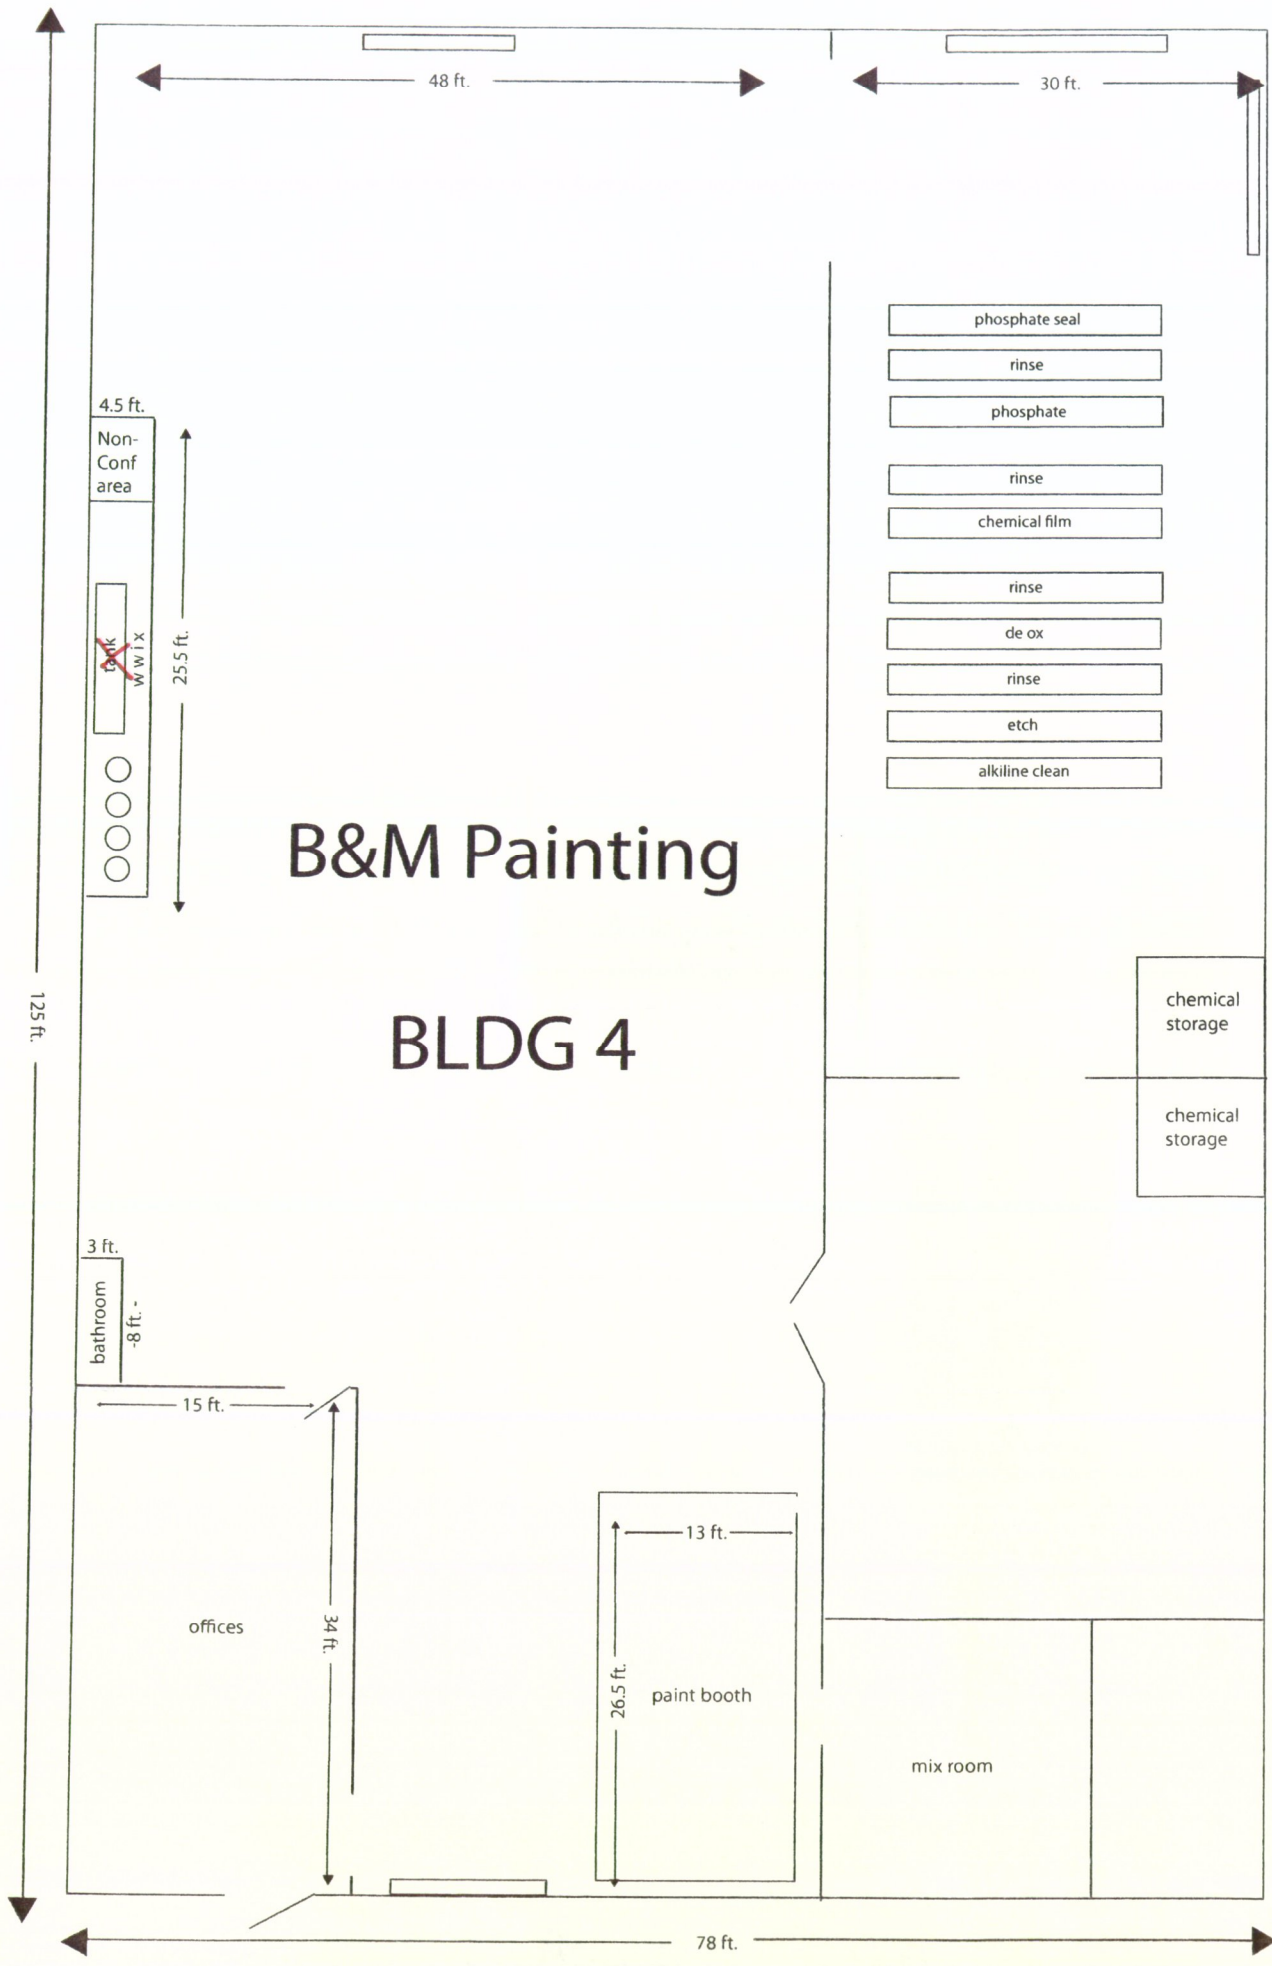 48 ft.
30 ft.
phosphate seal
rinse
phosphate
4.5 ft.
Non-
Conf
area
rinse
chemical film
rinse
de ox
rinse
etch
alkiline clean
tank
w w i x
25.5 ft.
B&M Painting
BLDG 4
125 ft.
chemical
storage
chemical
storage
3 ft.
bathroom
-8 ft. -
15 ft.
13 ft.
offices
34 ft.
26.5 ft.
paint booth
mix room
78 ft.